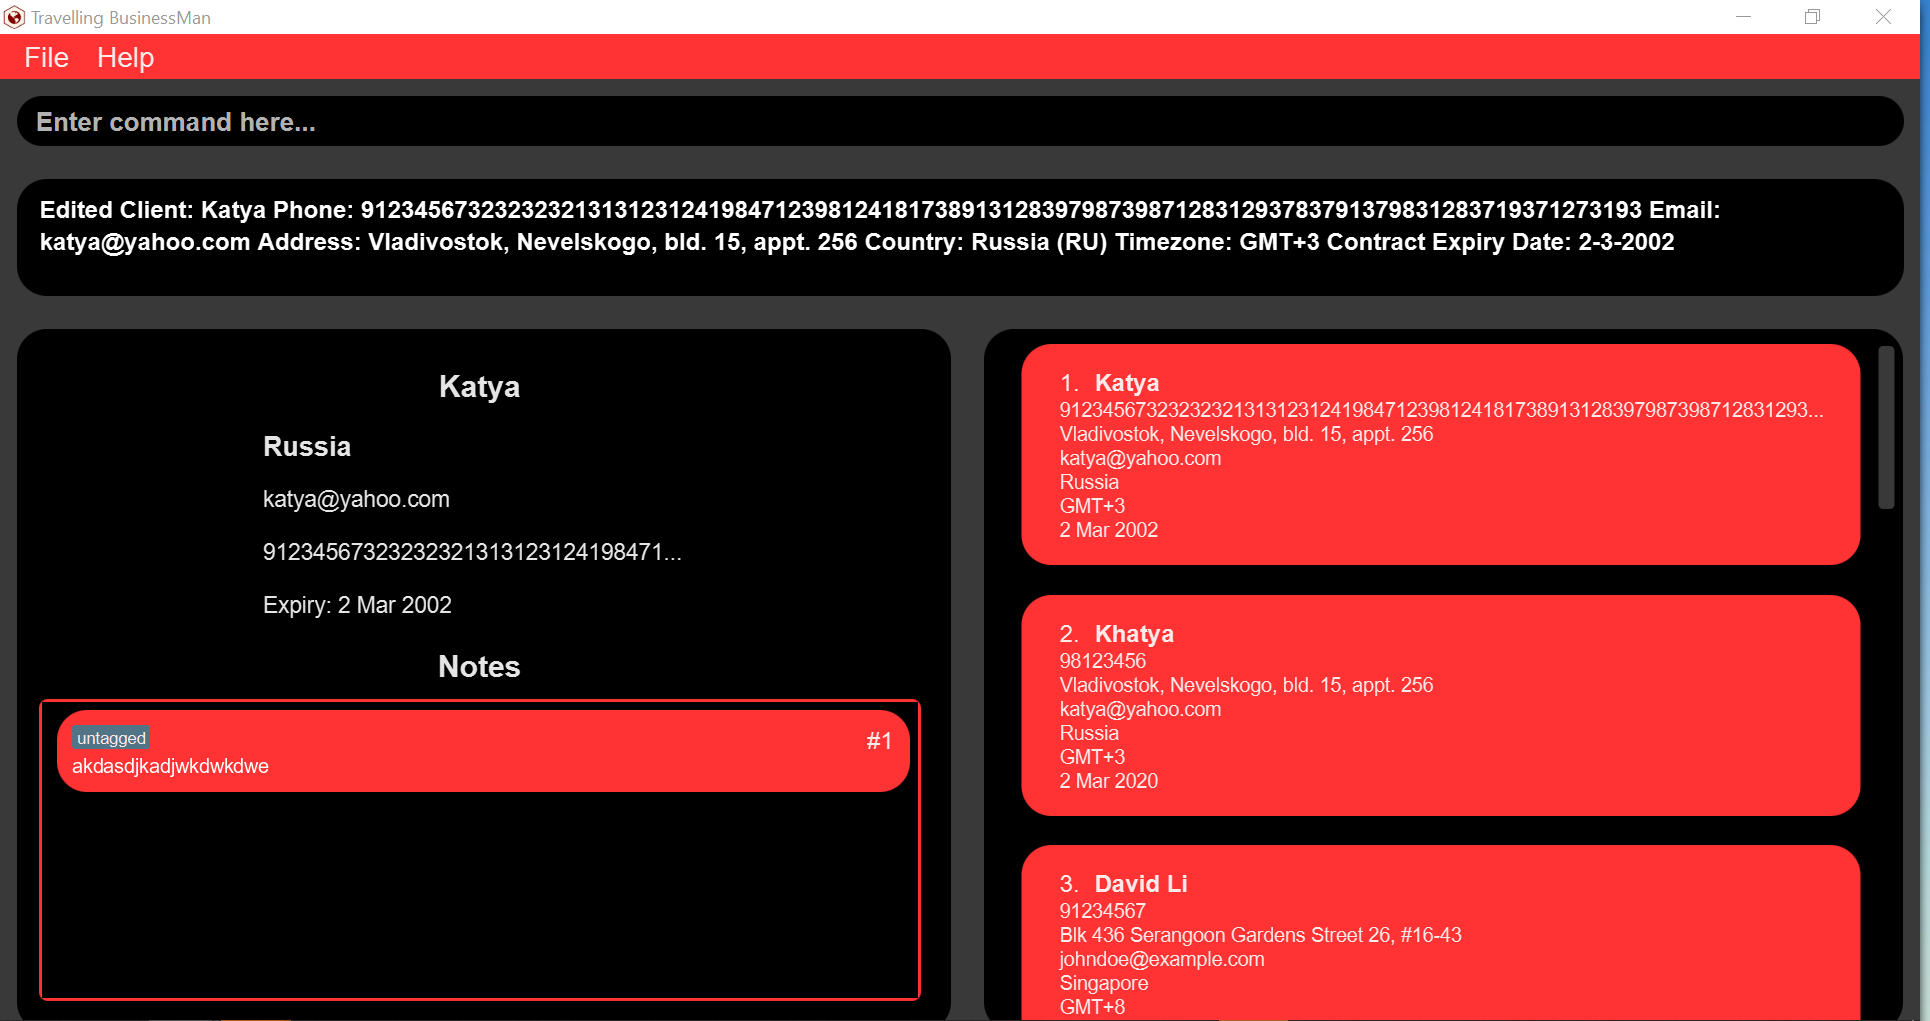 Travelling BusinessMan
File Help
Enter command here...
Edited Client: Katya Phone: 91234567323232321313123124198471239812418173891312839798739871283129378379137983128371937127​3193 Email:
katya@yahoo.com Address: Vladivostok, Nevelskogo, bld. 15, appt. 256 Country: Russia (RU) Timezone: GMT+3 Contract Expiry Date: 2-3-2002
Katya
Russia
katya@yahoo.com
91234567323232321313123124198471...
Expiry: 2 Mar 2002
Notes
untagged
#1
akdasdjkadjwkdwkdwe
1. Katya
91234567323232321313123124198471239812418173891312839798739871283​1293...
Vladivostok, Nevelskogo, bld. 15, appt. 256
katya@yahoo.com
Russia
GMT+3
2 Mar 2002
2. Khatya
98123456
Vladivostok, Nevelskogo, bld. 15, appt. 256
katya@yahoo.com
Russia
GMT+3
2 Mar 2020
3. David Li
91234567
Blk 436 Serangoon Gardens Street 26, #16-43
johndoe@example.com
Singapore
GMT+8